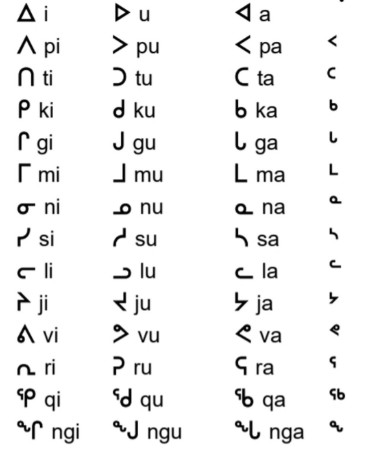 ᐃ i ᐅ u ᐊ a
ᐱ pi ᐳ pu ᐸ pa ᑉ
ᑎ ti ᑐ tu ᑕ ta ᑦ
ᑭ ki ᑯ ku ᑲ ka ᒃ
ᒋ gi ᒍ gu ᒐ ga ᒡ
ᒥ mi ᒧ mu ᒪ ma ᒻ
ᓂ ni ᓄ nu ᓇ na ᓐ
ᓯ si ᓱ su ᓴ sa ᔅ
ᓕ li ᓗ lu ᓚ la ᓪ
ᔨ ji ᔪ ju ᔭ ja ᔾ
ᕕ vi ᕗ vu ᕙ va ᕝ
ᕆ ri ᕈ ru ᕋ ra ᕐ
ᕿ qi ᖁ qu ᖃ qa ᖅ
ᖏ ngi ᖑ ngu ᖓ nga ᖕ